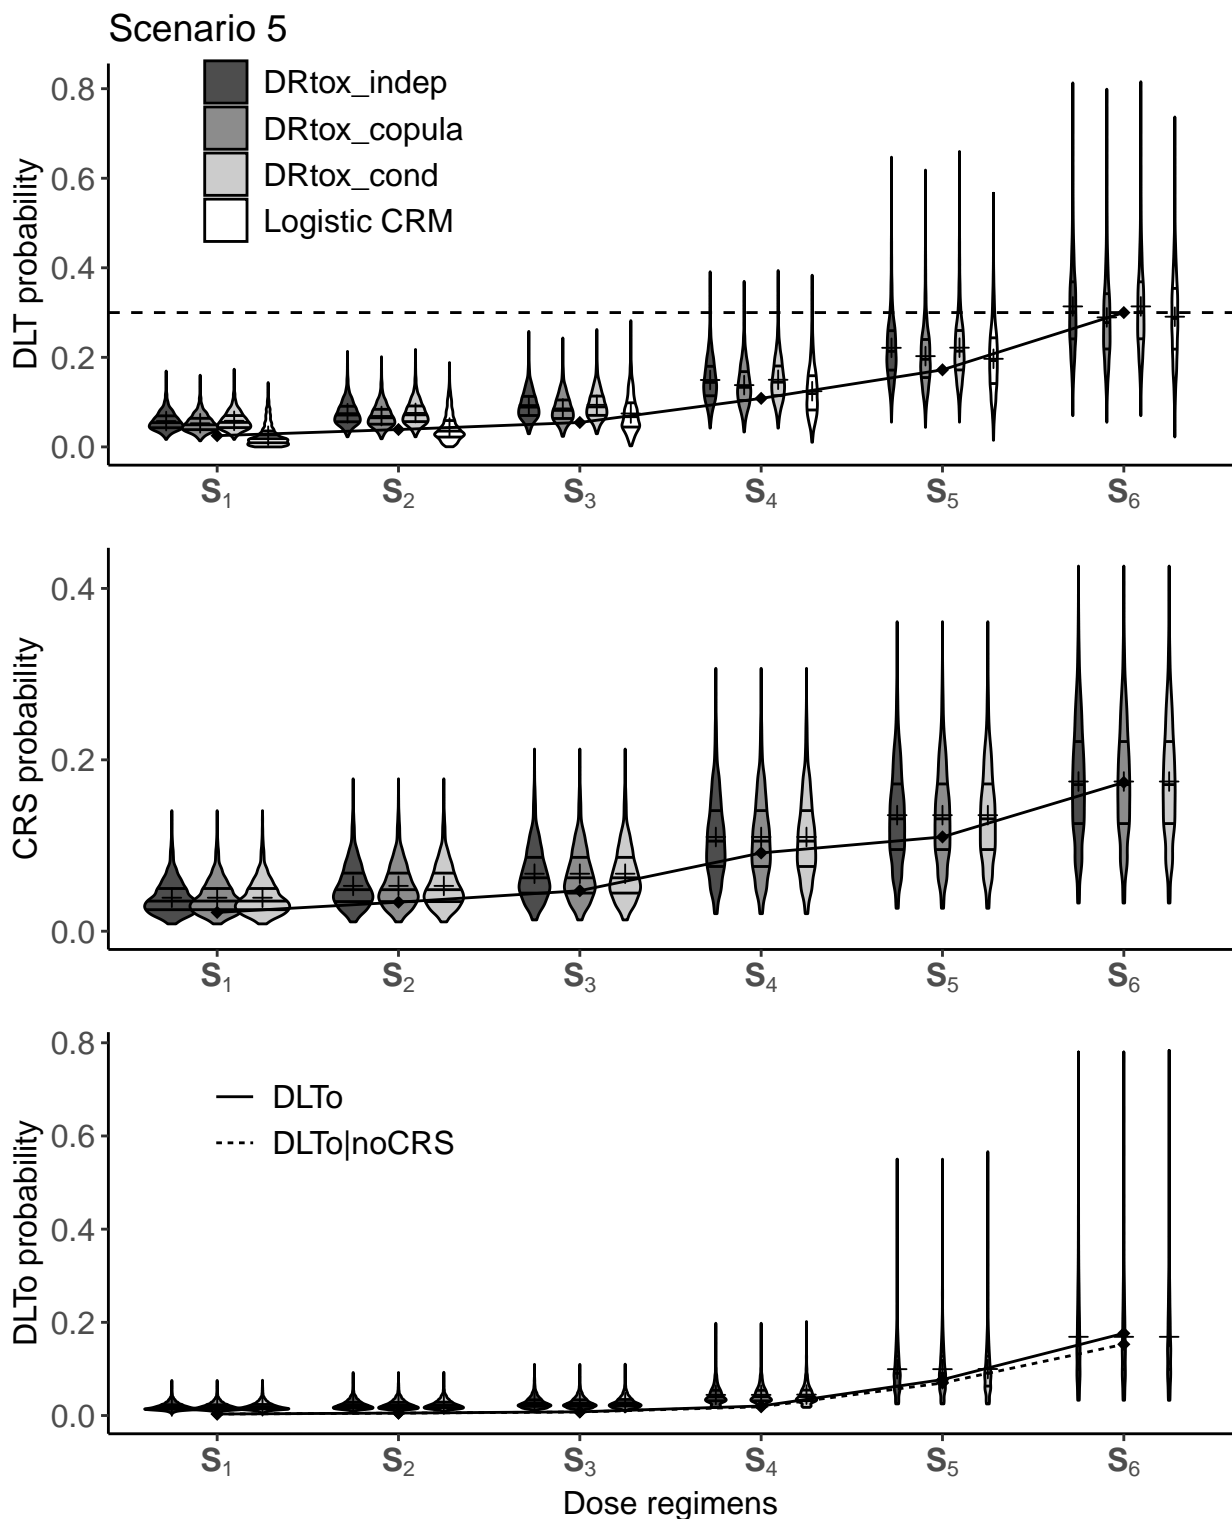 Scenario 5
DRtox_indep
DRtox_copula
DRtox_cond
Logistic CRM
DLT probability
0.8
0.6
0.4
0.2
0.0
S1 S2 S3 S4 S5 S6
CRS probability
0.4
0.2
0.0
S1 S2 S3 S4 S5 S6
DLTo probability
0.8
0.6
0.4
0.2
0.0
DLTo
DLTo|noCRS
S1 S2 S3 S4 S5 S6
Dose regimens